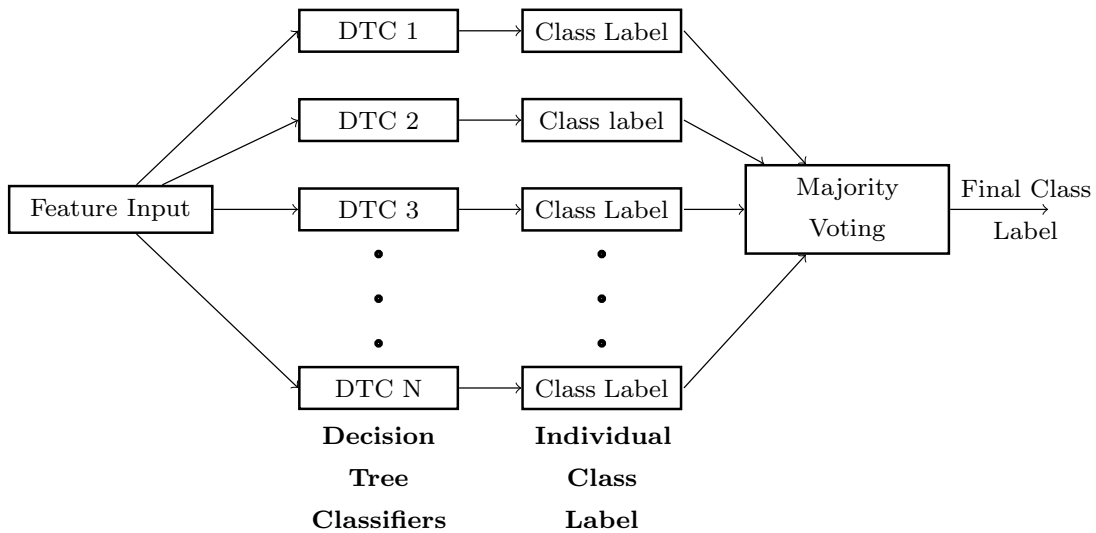 DTC 1
Class Label
DTC 2
Class label
Feature Input
DTC 3
Class Label
Majority
Voting
Final Class
Label
DTC N
Class Label
Decision
Tree
Classifiers
Individual
Class
Label